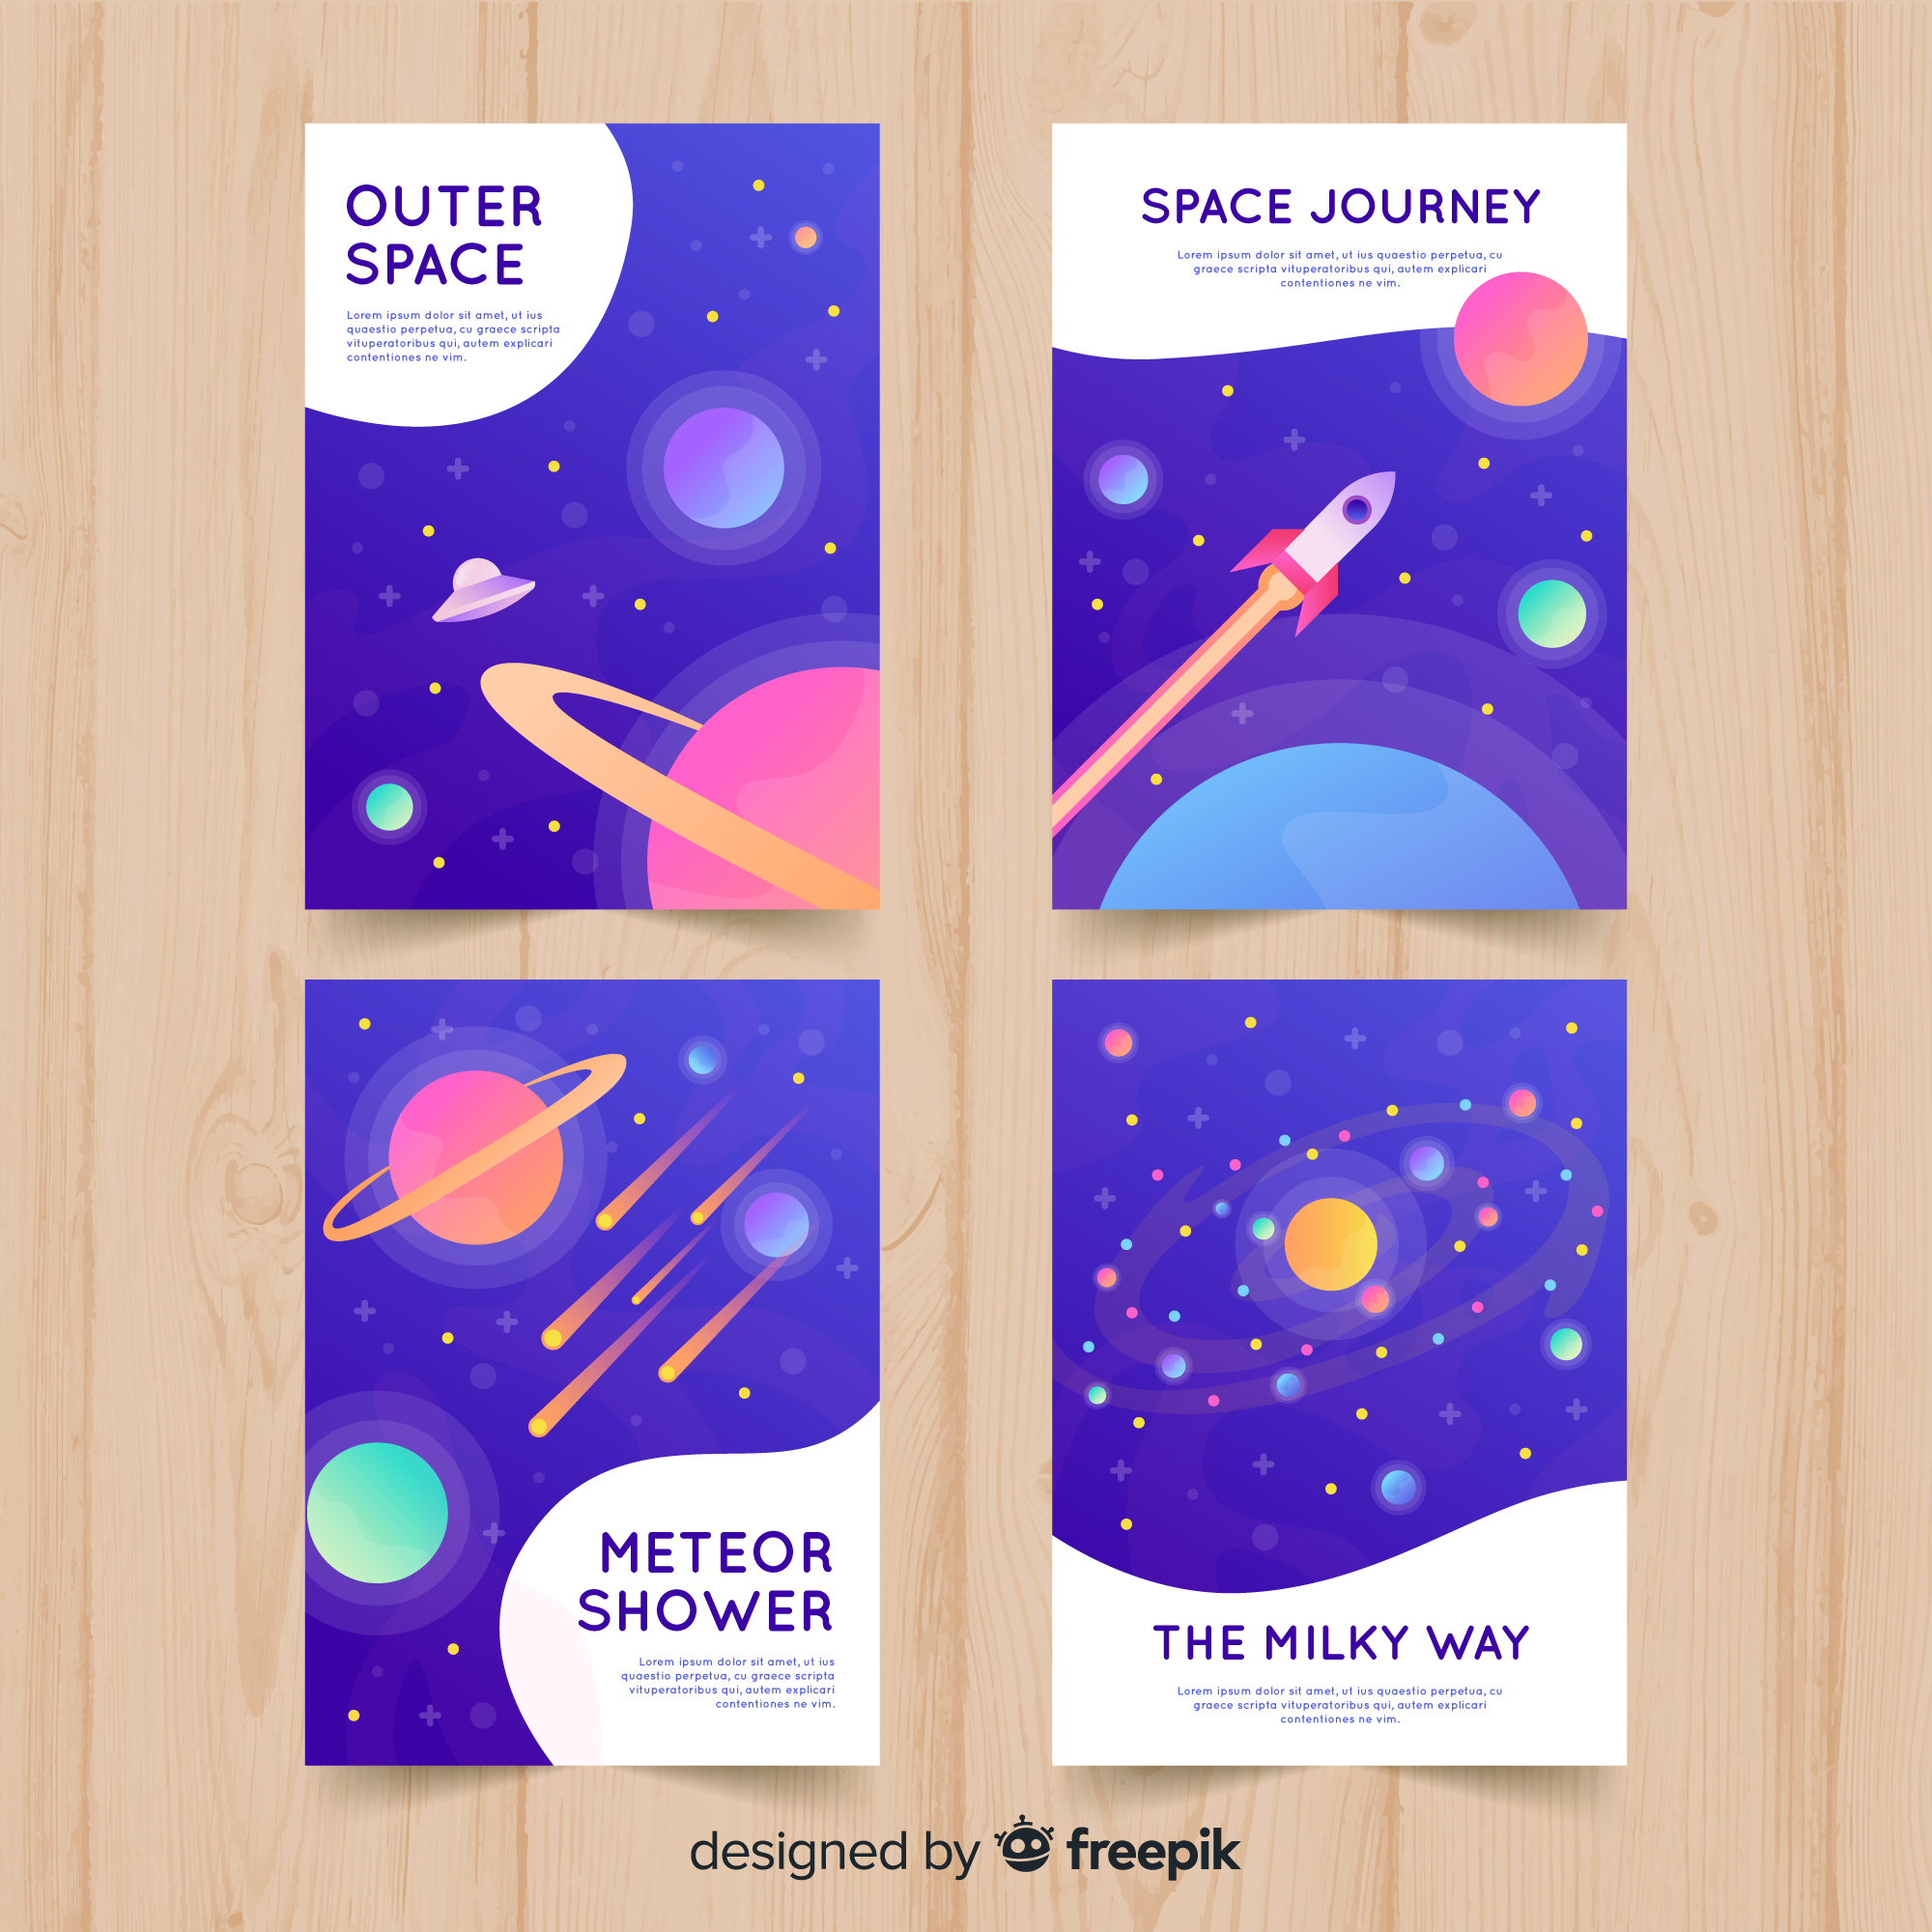 OUTER
SPACE
Lorem ipsum dolor sit amet, ut ius
quaestio perpetua, cu graece scripta
vituperatoribus qui, autem explicari
contentiones ne vim.
SPACE JOURNEY
Lorem ipsum dolor sit amet, ut ius quaestio perpetua, cu
graece scripta vituperatoribus qui, autem explicari
contentiones ne vim.
METEOR
SHOWER
Lorem ipsum dolor sit amet, ut ius
quaestio perpetua, cu graece scripta
vituperatoribus qui, autem explicari
contentiones ne vim.
THE MILKY WAY
Lorem ipsum dolor sit amet, ut ius quaestio perpetua, cu
graece scripta vituperatoribus qui, autem explicari
contentiones ne vim.
designed by freepik